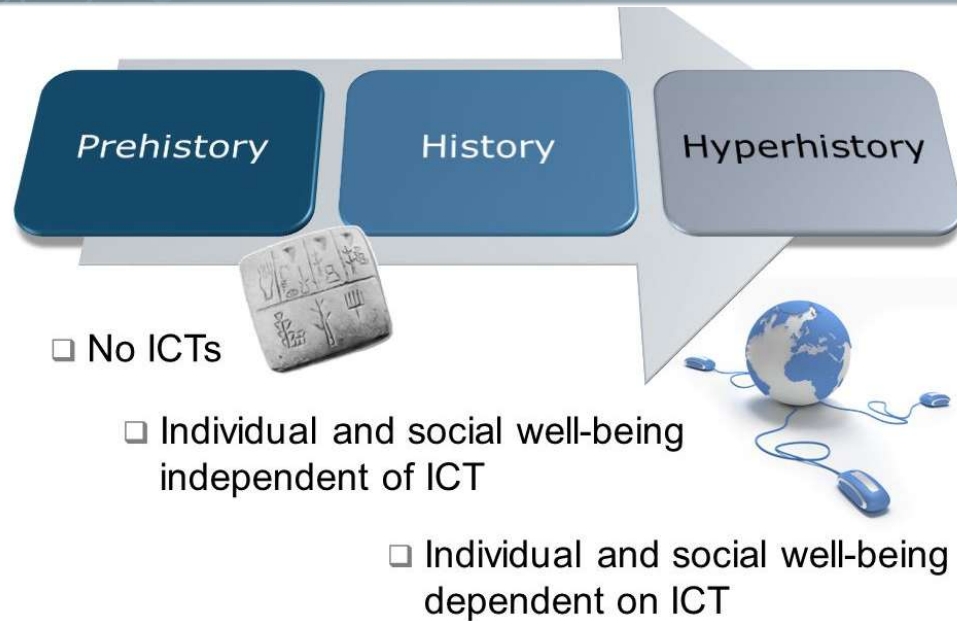 Prehistory
History
Hyperhistory
❑ No ICTs
❑ Individual and social well-being
independent of ICT
❑ Individual and social well-being
dependent on ICT